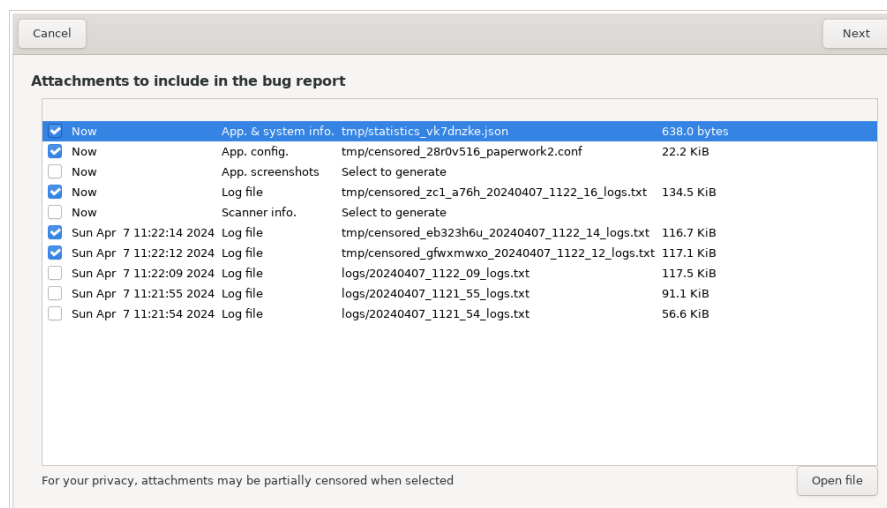 Cancel Next
Attachments to include in the bug report
Now App. & system info. tmp/statistics_vk7dnzke.json 638.0 bytes
Now App. config. tmp/censored_28r0v516_paperwork2.conf 22.2 KiB
Now App. screenshots Select to generate
Now Log file tmp/censored_zc1_a76h_20240407_1122_16_logs.txt 134.5 KiB
Now Scanner info. Select to generate
Sun Apr 7 11:22:14 2024 Log file tmp/censored_eb323h6u_20240407_1122_14_logs.txt 116.7 KiB
Sun Apr 7 11:22:12 2024 Log file tmp/censored_gfwxmwxo_20240407_1122_12_logs.txt 117.1 KiB
Sun Apr 7 11:22:09 2024 Log file logs/20240407_1122_09_logs.txt 117.5 KiB
Sun Apr 7 11:21:55 2024 Log file logs/20240407_1121_55_logs.txt 91.1 KiB
Sun Apr 7 11:21:54 2024 Log file logs/20240407_1121_54_logs.txt 56.6 KiB
For your privacy, attachments may be partially censored when selected Open file